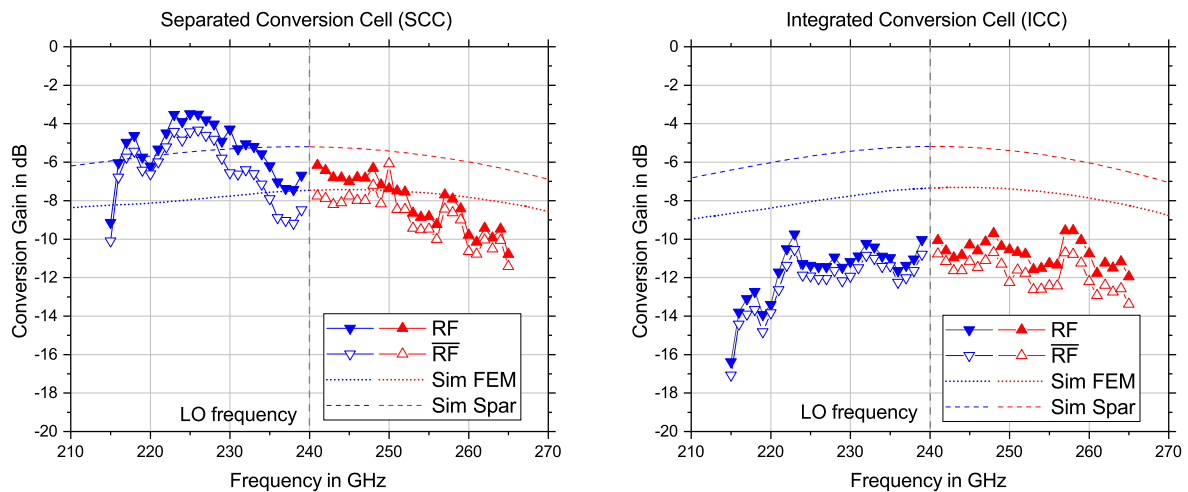 Separated Conversion Cell (SCC)
0
-2
-4
-6
-8
-10
-12
-14
-16
-18
-20
Conversion Gain in dB
RF
R̅F̅
Sim FEM
Sim Spar
LO frequency
210 220 230 240 250 260 270
Frequency in GHz
Integrated Conversion Cell (ICC)
0
-2
-4
-6
-8
-10
-12
-14
-16
-18
-20
Conversion Gain in dB
RF
R̅F̅
Sim FEM
Sim Spar
LO frequency
210 220 230 240 250 260 270
Frequency in GHz